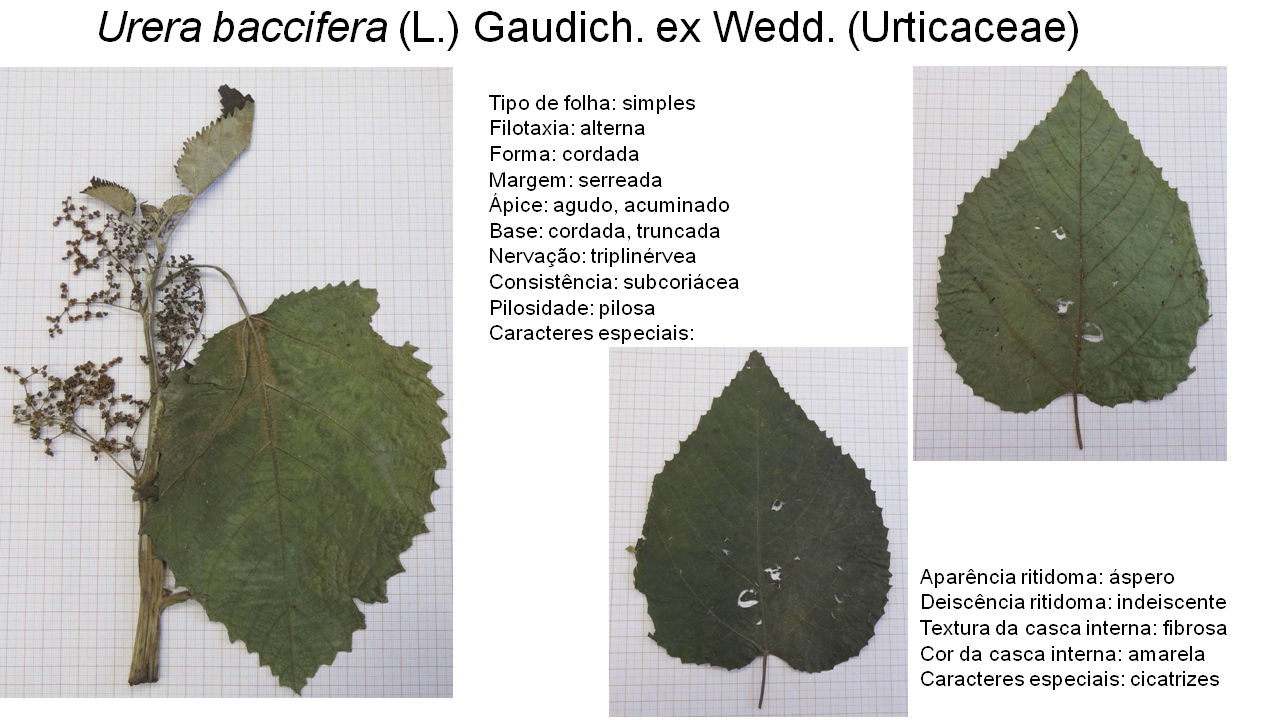 Urera baccifera (L.) Gaudich. ex Wedd. (Urticaceae)
Tipo de folha: simples
Filotaxia: alterna
Forma: cordada
Margem: serreada
Ápice: agudo, acuminado
Base: cordada, truncada
Nervação: triplinérvea
Consistência: subcoriácea
Pilosidade: pilosa
Caracteres especiais:
Aparência ritidoma: áspero
Deiscência ritidoma: indeiscente
Textura da casca interna: fibrosa
Cor da casca interna: amarela
Caracteres especiais: cicatrizes